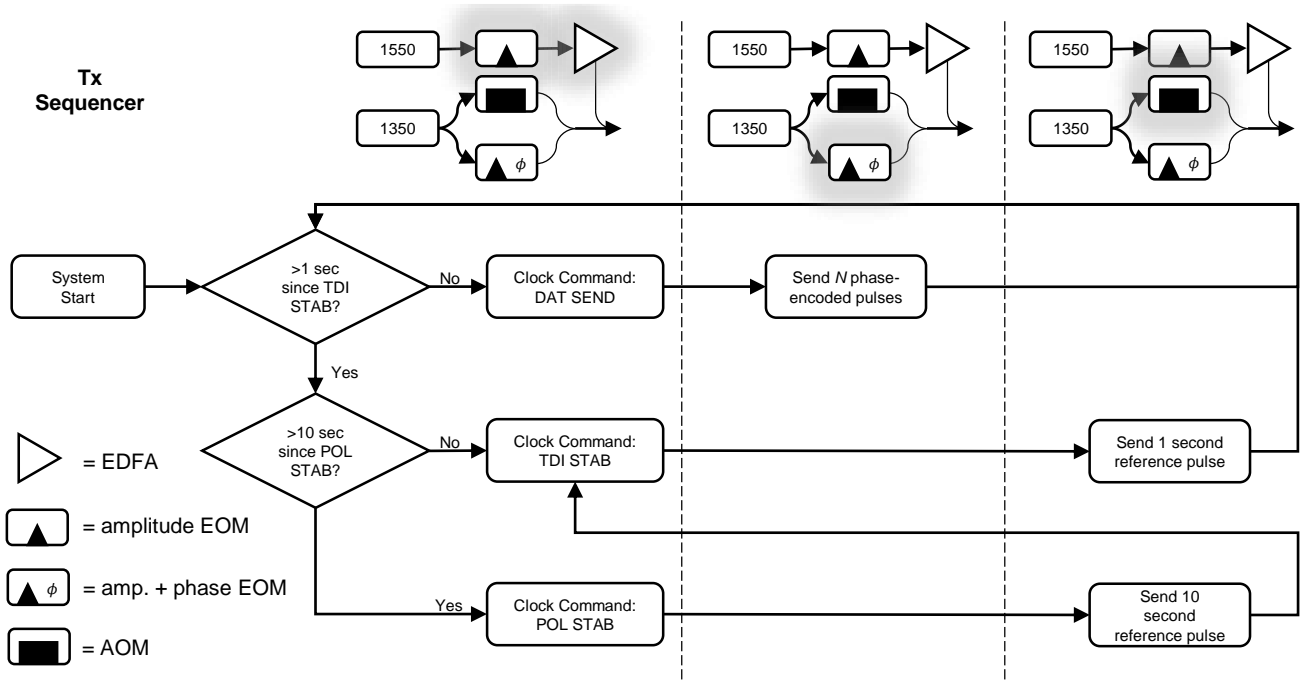 1550
1350
ϕ
1550
1350
ϕ
1550
1350
ϕ
Tx
Sequencer
System
Start
>1 sec
since TDI
STAB?
No
Clock Command:
DAT SEND
Send N phase-
encoded pulses
Yes
>10 sec
since POL
STAB?
No
Clock Command:
TDI STAB
Send 1 second
reference pulse
Yes
Clock Command:
POL STAB
Send 10
second
reference pulse
= EDFA
= amplitude EOM
ϕ
= amp. + phase EOM
= AOM